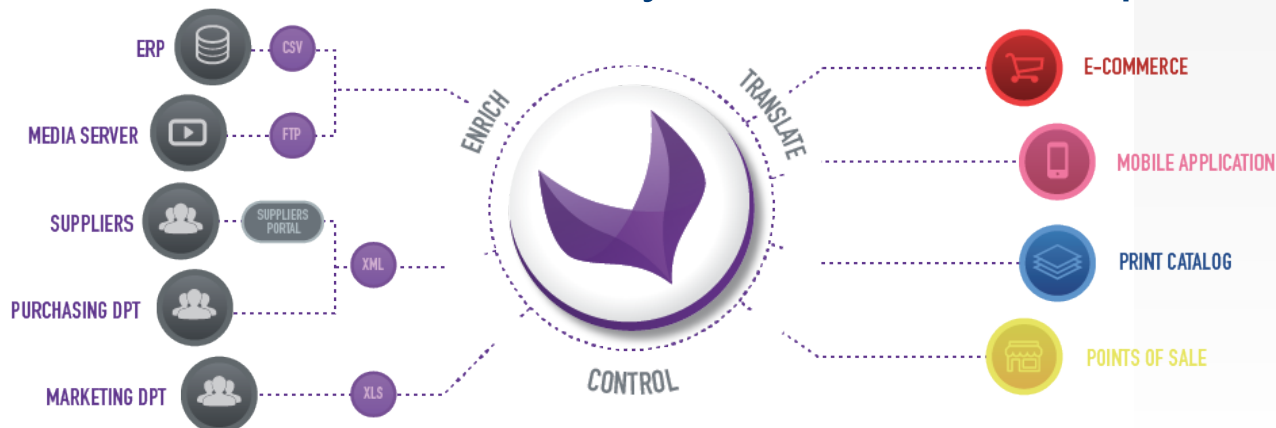 ERP
CSV
MEDIA SERVER
FTP
SUPPLIERS
SUPPLIERS
PORTAL
XML
PURCHASING DPT
MARKETING DPT
XLS
ENRICH
TRANSLATE
CONTROL
E-COMMERCE
MOBILE APPLICATION
PRINT CATALOG
POINTS OF SALE